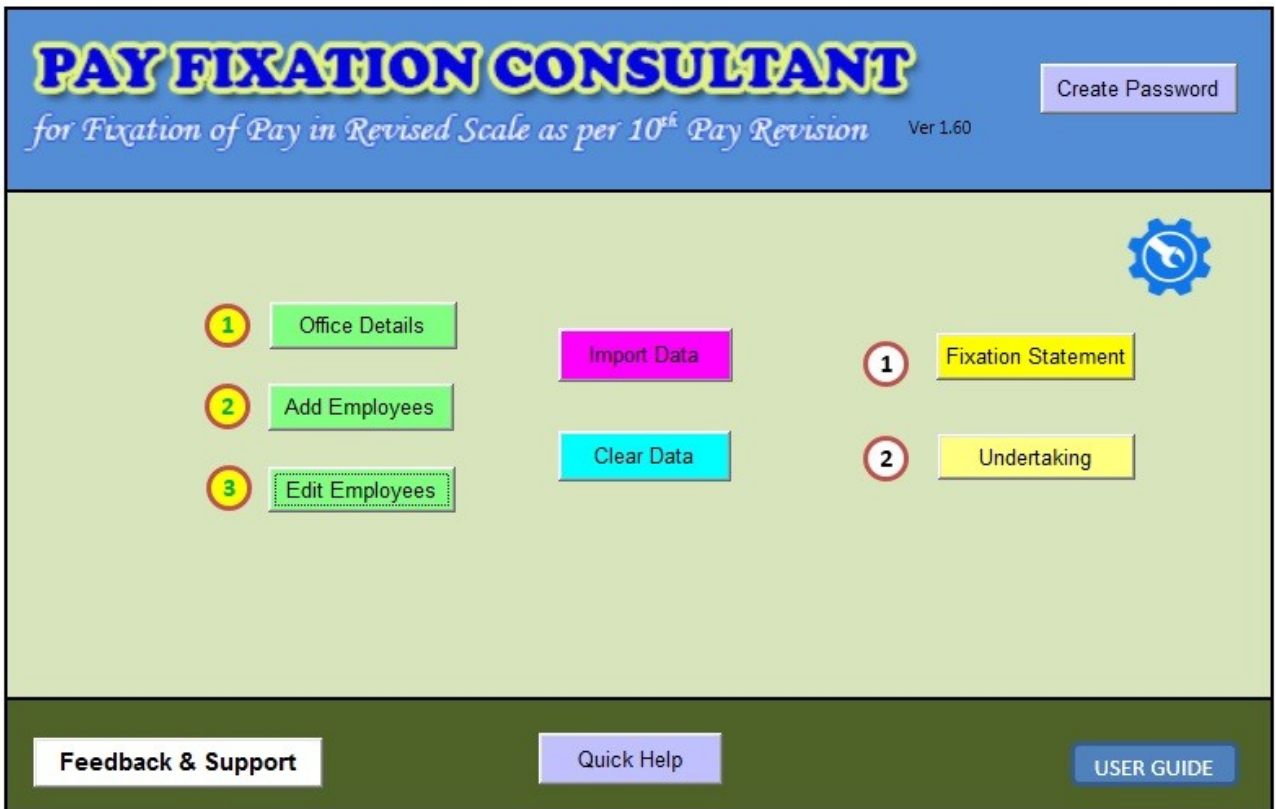 PAY FIXATION CONSULTANT
Create Password
for Fixation of Pay in Revised Scale as per 10th Pay Revision
Ver 1.60
1 Office Details
2 Add Employees
3 Edit Employees
Import Data
Clear Data
1 Fixation Statement
2 Undertaking
Feedback & Support
Quick Help
USER GUIDE